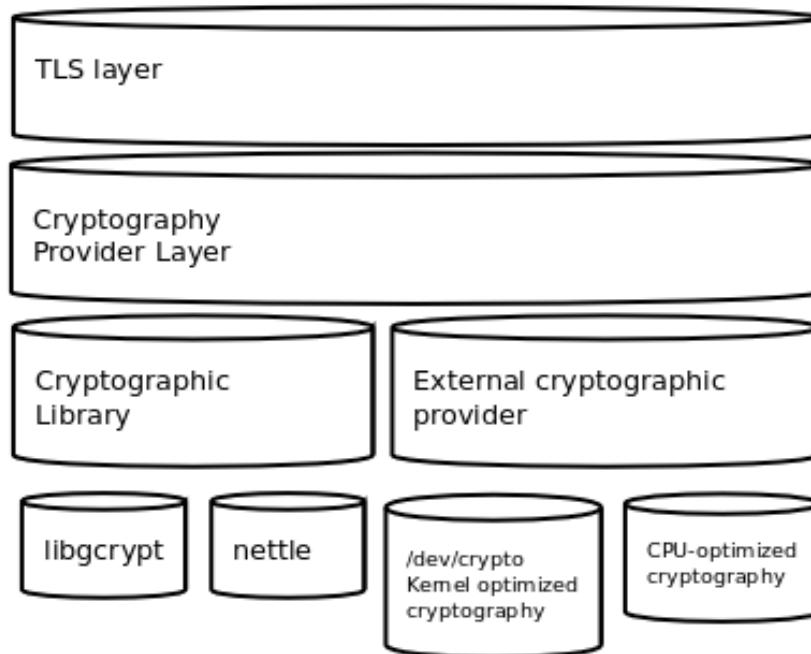 TLS layer
Cryptography
Provider Layer
Cryptographic
Library
External cryptographic
provider
libgcrypt
nettle
/dev/crypto
Kernel optimized
cryptography
CPU-optimized
cryptography